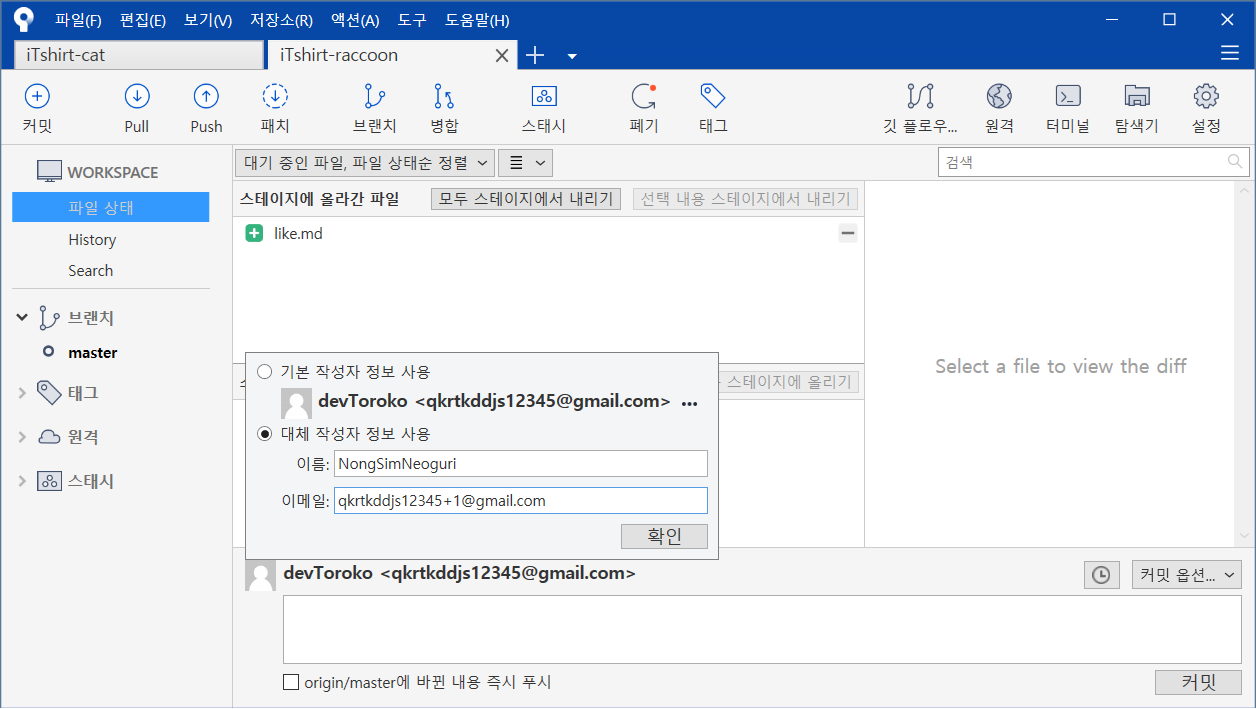 파일(F) 편집(E) 보기(V) 저장소(R) 액션(A) 도구 도움말(H)
iTshirt-cat
iTshirt-raccoon
커밋 Pull Push 패치 브랜치 병합 스태시 폐기 태그 깃 플로우... 원격 터미널 탐색기 설정
WORKSPACE
파일 상태
History
Search
브랜치
master
태그
원격
스태시
대기 중인 파일, 파일 상태순 정렬
검색
스테이지에 올라간 파일 모두 스테이지에서 내리기 선택 내용 스테이지에서 내리기
like.md
스테이지에 올리기
Select a file to view the diff
기본 작성자 정보 사용
devToroko <qkrtkddjs12345@gmail.com> ...
대체 작성자 정보 사용
이름: NongSimNeoguri
이메일: qkrtkddjs12345+1@gmail.com
확인
devToroko <qkrtkddjs12345@gmail.com>
커밋 옵션...
origin/master에 바뀐 내용 즉시 푸시
커밋